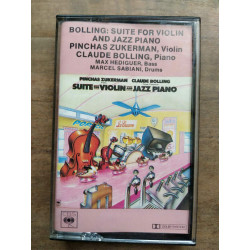 BOLLING: SUITE FOR VIOLIN
AND JAZZ PIANO
PINCHAS ZUKERMAN, Violin
CLAUDE BOLLING, Piano
MAX HEDIGUER, Bass
MARCEL SABIANI, Drums
PINCHAS ZUKERMAN CLAUDE BOLLING
SUITE FOR VIOLIN AND JAZZ PIANO
CBS